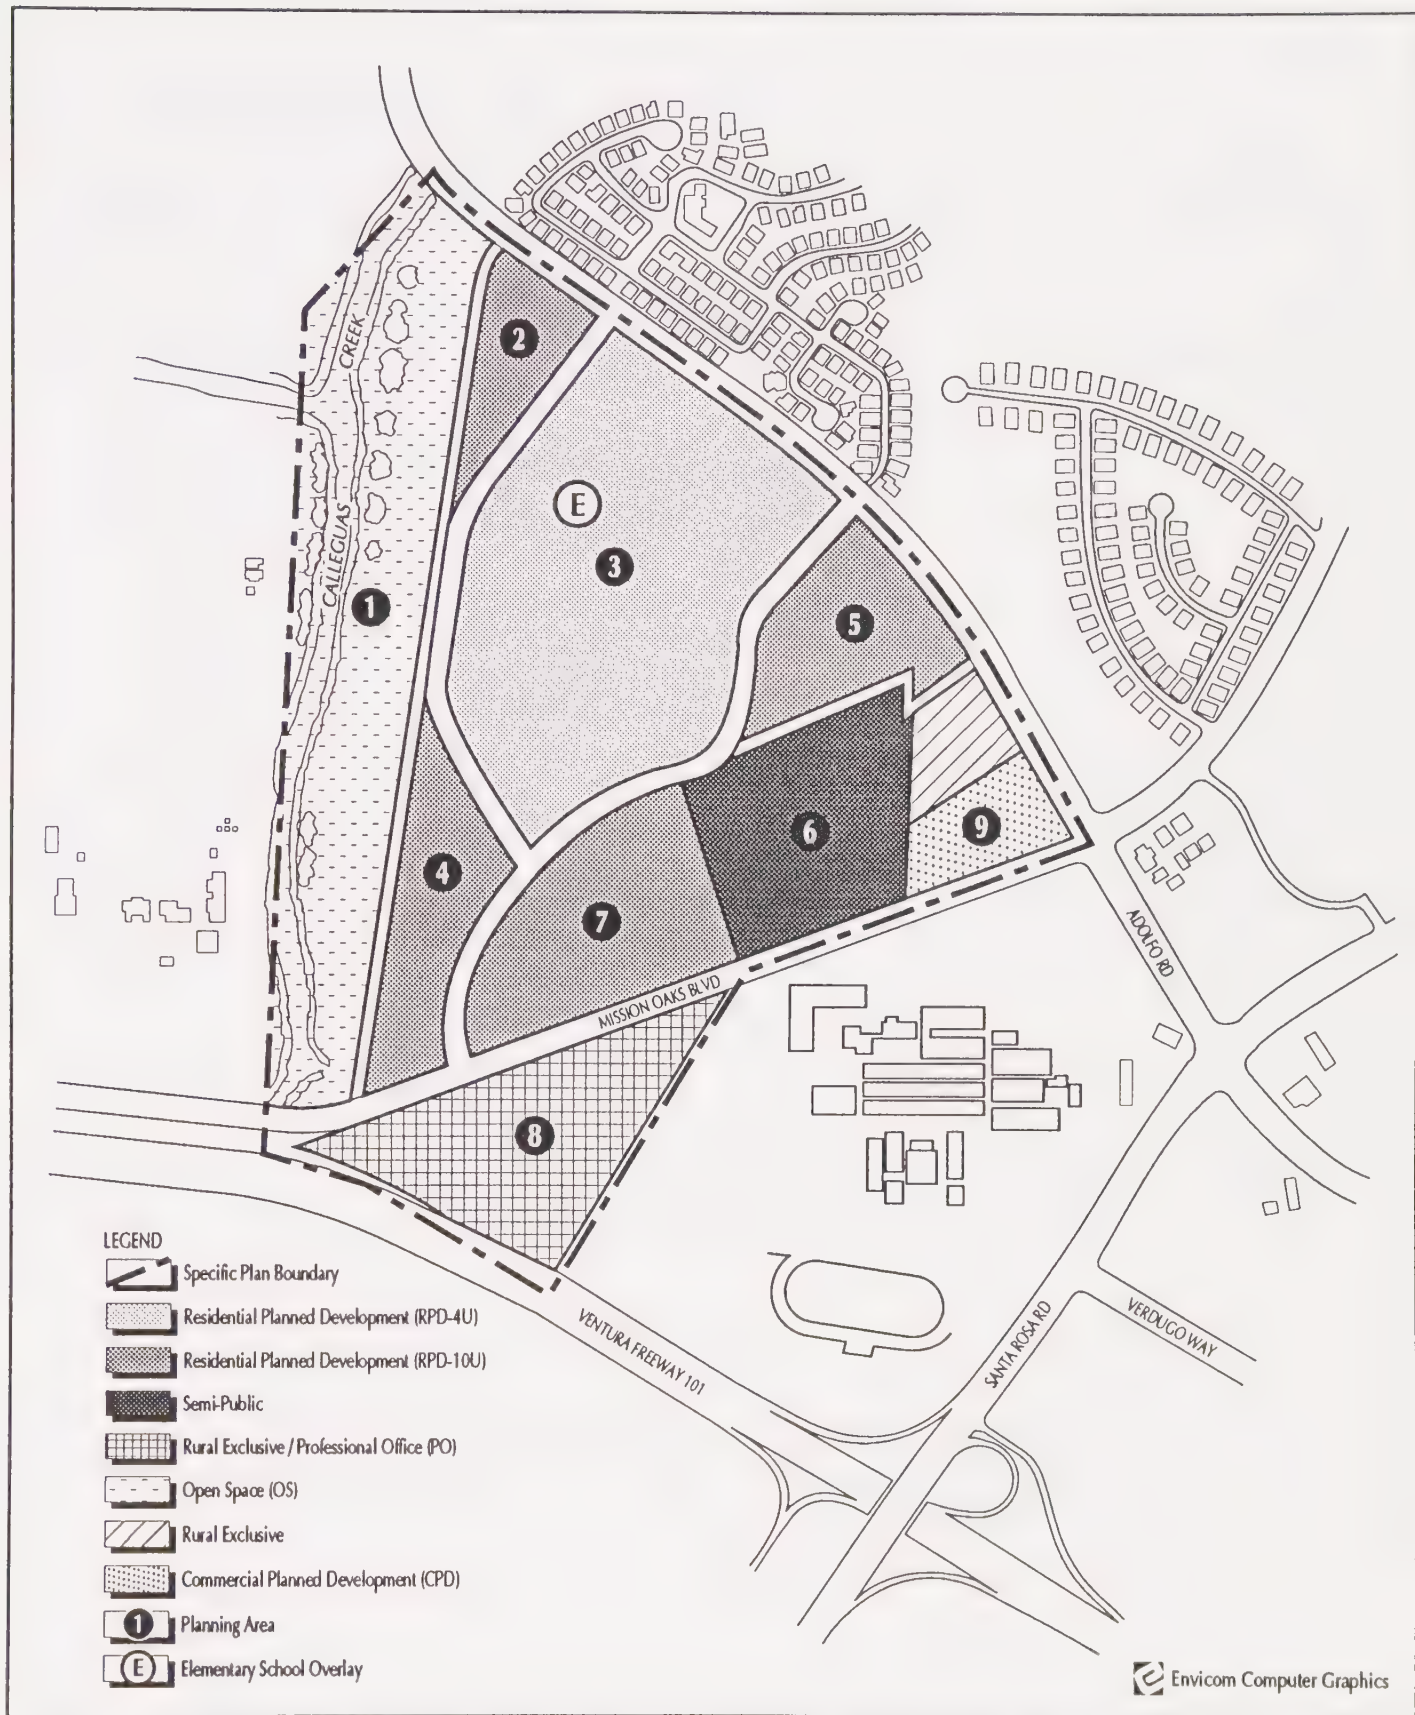 2
CREEK
E
3
CALLEGUAS
1
5
6
9
4
7
ADOLFO RD
MISSION OAKS BLVD
8
LEGEND
Specific Plan Boundary
Residential Planned Development (RPD-4U)
Residential Planned Development (RPD-10U)
Semi-Public
Rural Exclusive / Professional Office (PO)
Open Space (OS)
Rural Exclusive
Commercial Planned Development (CPD)
1 Planning Area
E Elementary School Overlay
VENTURA FREEWAY 101
SANTA ROSA RD
VERDUGO WAY
Envicom Computer Graphics